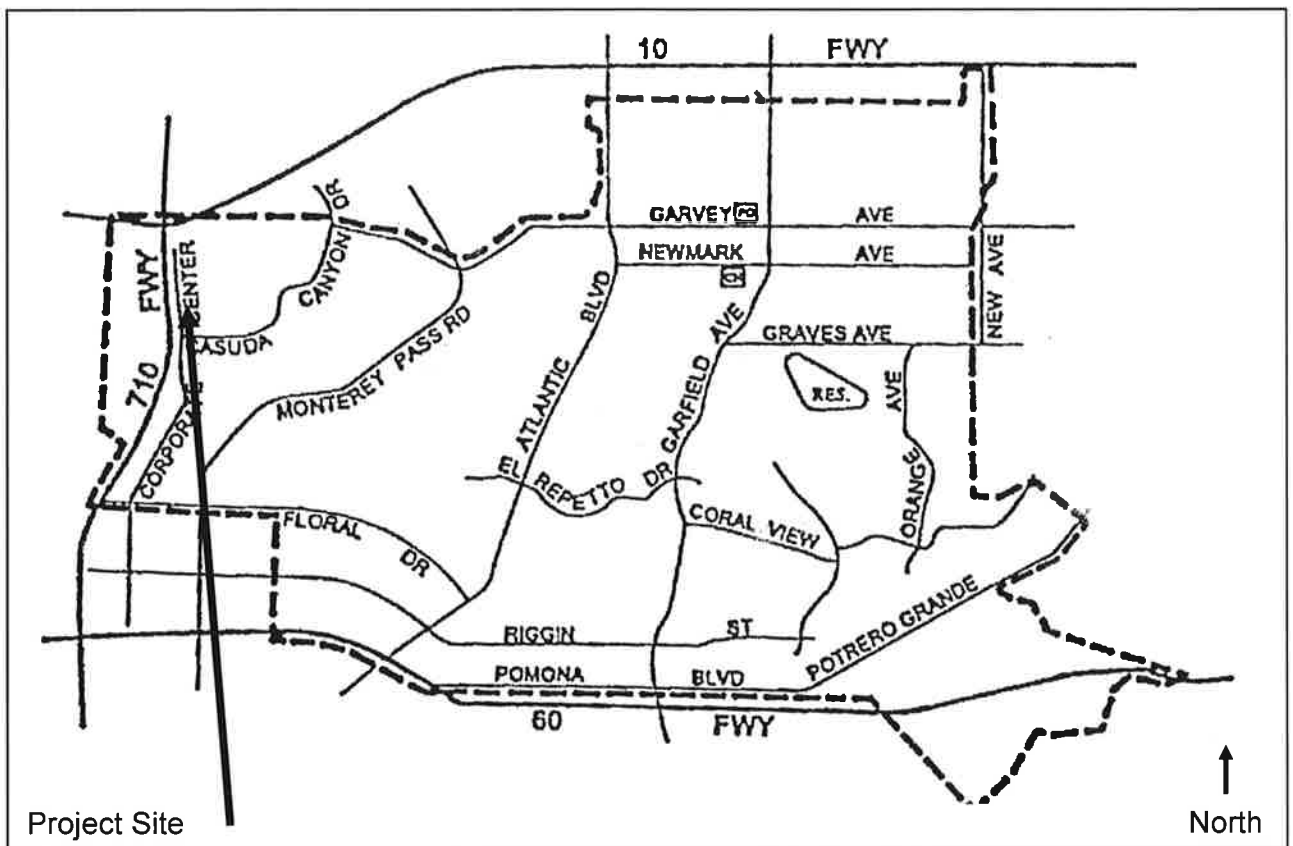 10 FWY
DR
CANYON
GARVEY PO AVE
NEWMARK AVE
FWY
CENTER
BLVD
NEW AVE
CASUDA
AVE
GRAVES AVE
710
MONTEREY PASS RD
ATLANTIC
GARFIELD
RES.
AVE
CORPORATE
EL REPETTO DR
ORANGE
CORAL VIEW
FLORAL DR
RIGGIN ST
POTRERO GRANDE
POMONA BLVD
60 FWY
Project Site
North